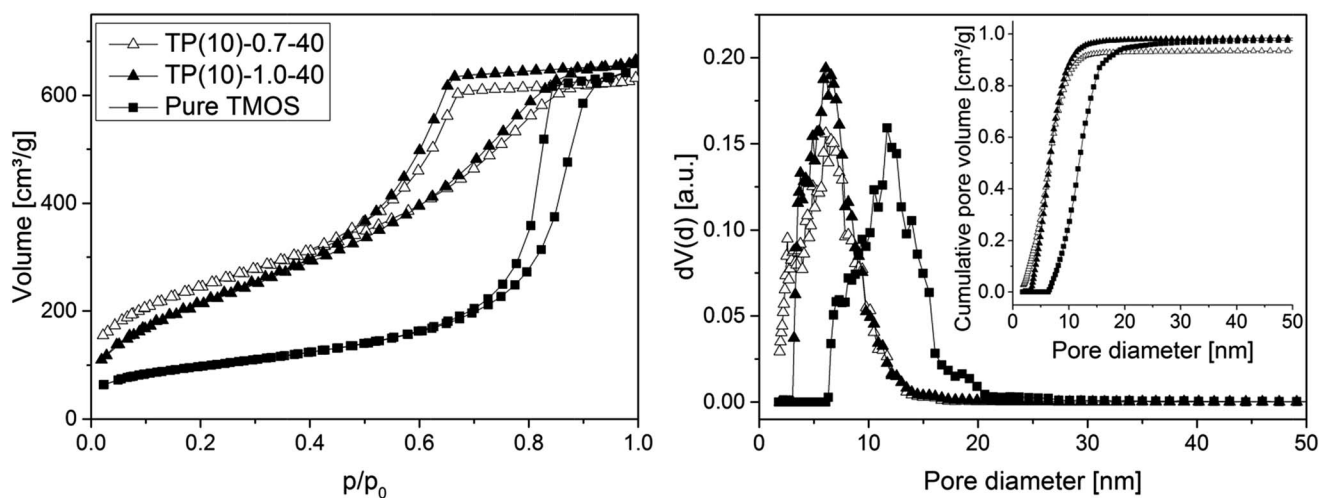 TP(10)-0.7-40
TP(10)-1.0-40
Pure TMOS
Volume [cm³/g]
600
400
200
0
0.0 0.2 0.4 0.6 0.8 1.0
p/p₀
dV(d) [a.u.]
0.20
0.15
0.10
0.05
0.00
0 10 20 30 40 50
Pore diameter [nm]
Cumulative pore volume [cm³/g]
1.0
0.8
0.6
0.4
0.2
0.0
0 10 20 30 40 50
Pore diameter [nm]